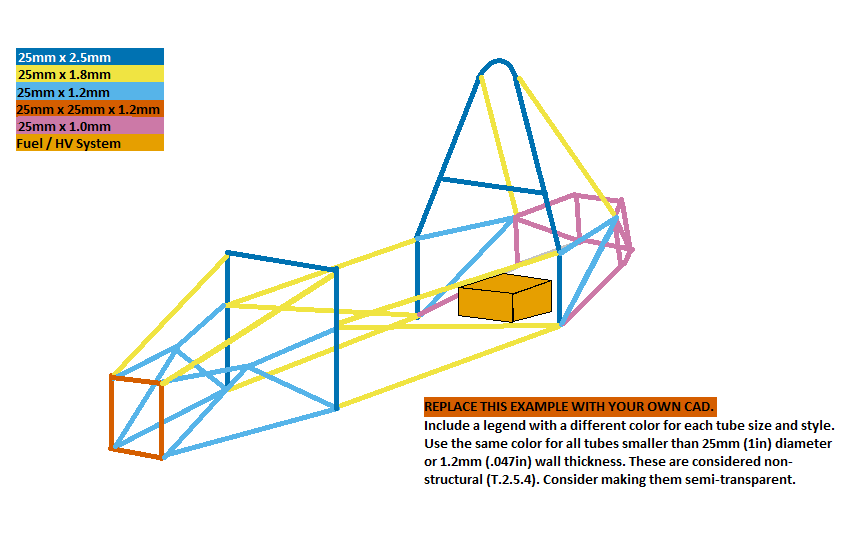 25mm x 2.5mm
25mm x 1.8mm
25mm x 1.2mm
25mm x 25mm x 1.2mm
25mm x 1.0mm
Fuel / HV System
REPLACE THIS EXAMPLE WITH YOUR OWN CAD.
Include a legend with a different color for each tube size and style.
Use the same color for all tubes smaller than 25mm (1in) diameter
or 1.2mm (.047in) wall thickness. These are considered non-
structural (T.2.5.4). Consider making them semi-transparent.